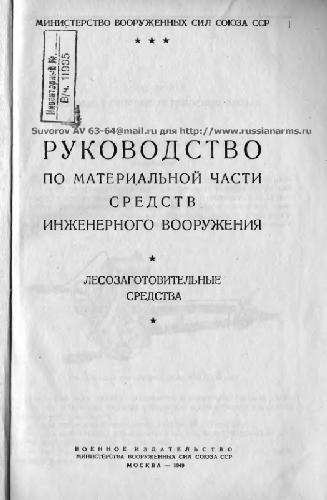 МИНИСТЕРСТВО ВООРУЖЕННЫХ СИЛ СОЮЗА ССР
★ ★ ★
Инвентарный №
В/ч. 11935
Suvorov AV 63-64@mail.ru для http://www.russianarms.ru
РУКОВОДСТВО
ПО МАТЕРИАЛЬНОЙ ЧАСТИ
СРЕДСТВ
ИНЖЕНЕРНОГО ВООРУЖЕНИЯ
★
ЛЕСОЗАГОТОВИТЕЛЬНЫЕ
СРЕДСТВА
★
ВОЕННОЕ ИЗДАТЕЛЬСТВО
МИНИСТЕРСТВА ВООРУЖЕННЫХ СИЛ СОЮЗА ССР
МОСКВА — 1949